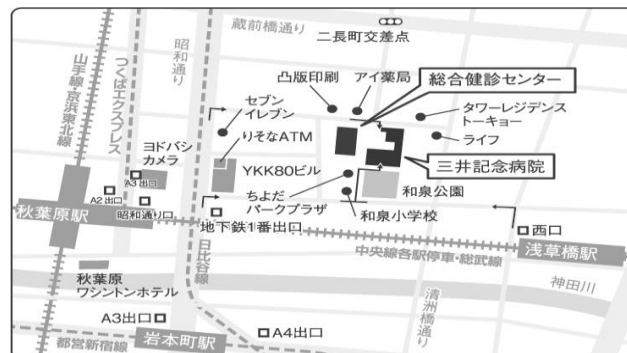 蔵前橋通り
二長町交差点
昭和通り
山手線・京浜東北線
つくばエクスプレス
凸版印刷
アイ薬局
総合健診センター
セブン
イレブン
タワーレジデンス
トーキョー
りそなATM
ライフ
ヨドバシ
カメラ
A3出口
YKK80ビル
三井記念病院
A2出口
ちよだ
パークプラザ
和泉公園
秋葉原駅
昭和通り口
地下鉄1番出口
和泉小学校
西口
浅草橋駅
日比谷線
中央線各駅停車・総武線
神田川
清洲橋通り
秋葉原
ワシントンホテル
A3出口
岩本町駅
A4出口
都営新宿線